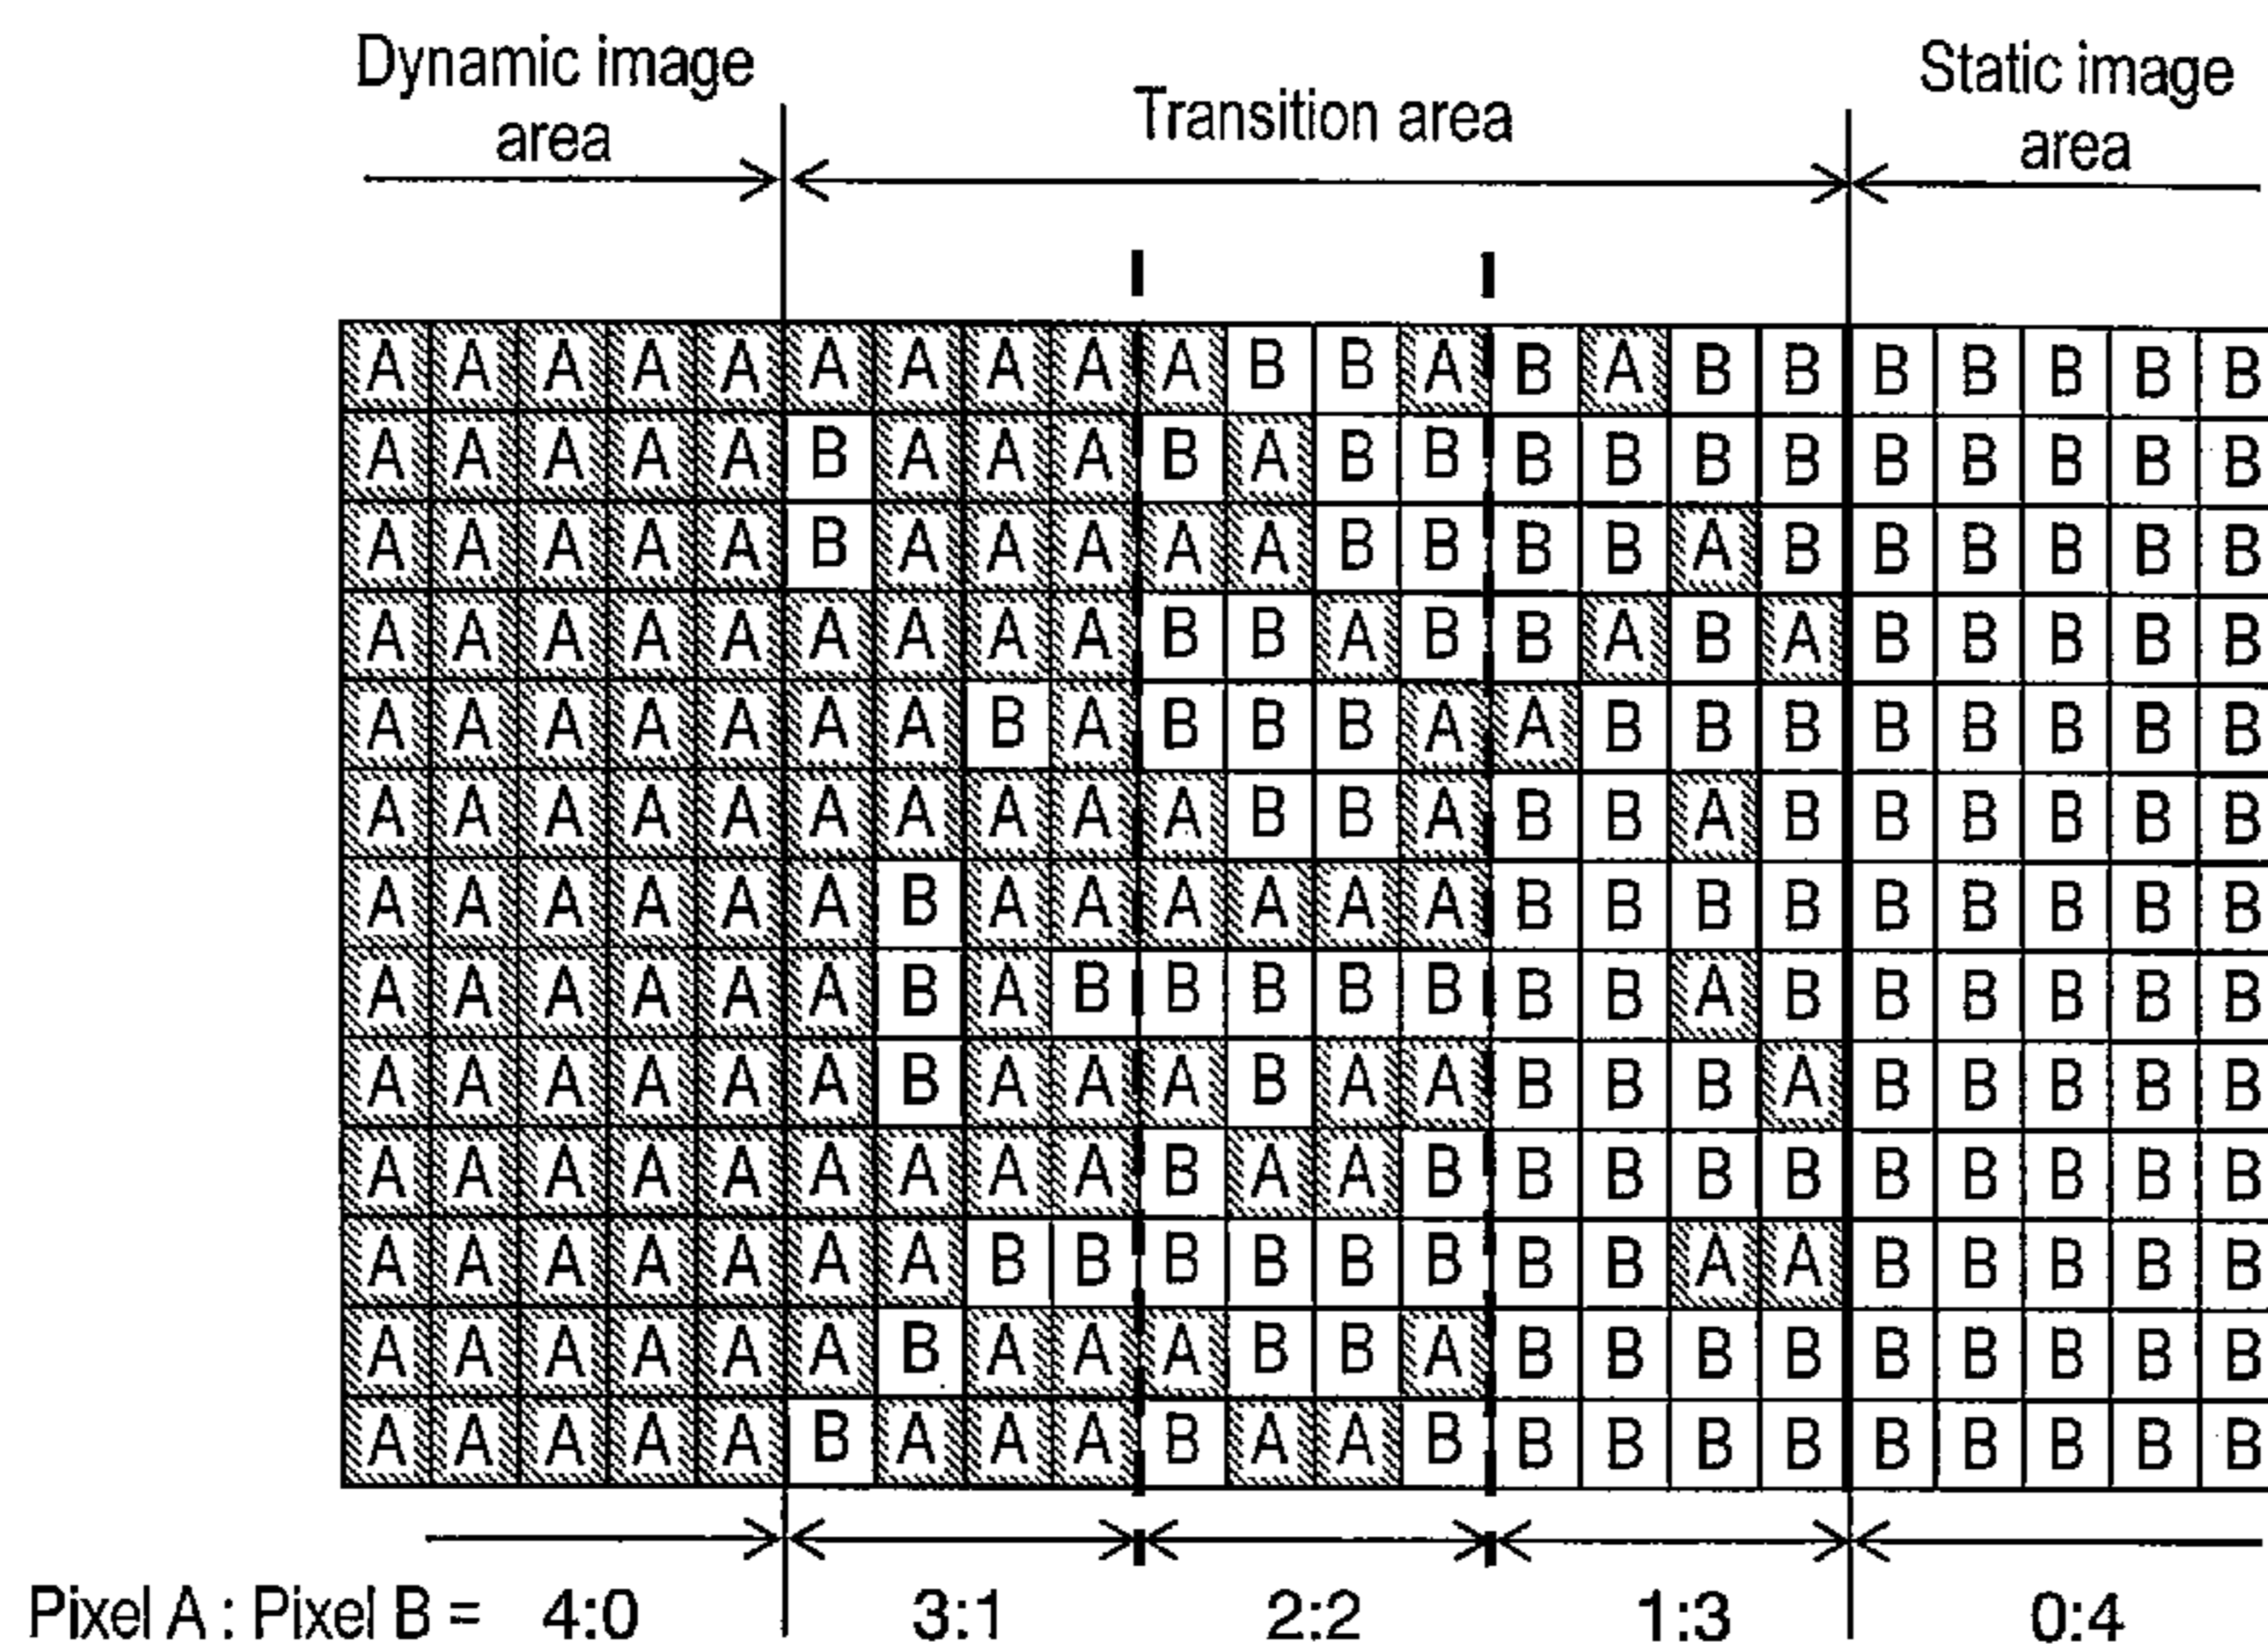 Dynamic image area
Transition area
Static image area
A A A A A A A A A A B B A B A B B B B B B B
A A A A A B A A A B A B B B B B B B B B B B
A A A A A B A A A A A B B B B A B B B B B B
A A A A A A A A A B B A B B A B A B B B B B
A A A A A A A B A B B B A A B B B B B B B B
A A A A A A A A A A B B A B B A B B B B B B
A A A A A A B A A A A A A B B B B B B B B B
A A A A A A B A B B B B B B B A B B B B B B
A A A A A A B A A A B A A B B B A B B B B B
A A A A A A A A A B A A B B B B B B B B B B
A A A A A A A B B B B B B B B A A B B B B B
A A A A A A B A A A B B A B B B B B B B B B
A A A A A B A A A B A A B B B B B B B B B B
Pixel A : Pixel B = 4:0 3:1 2:2 1:3 0:4